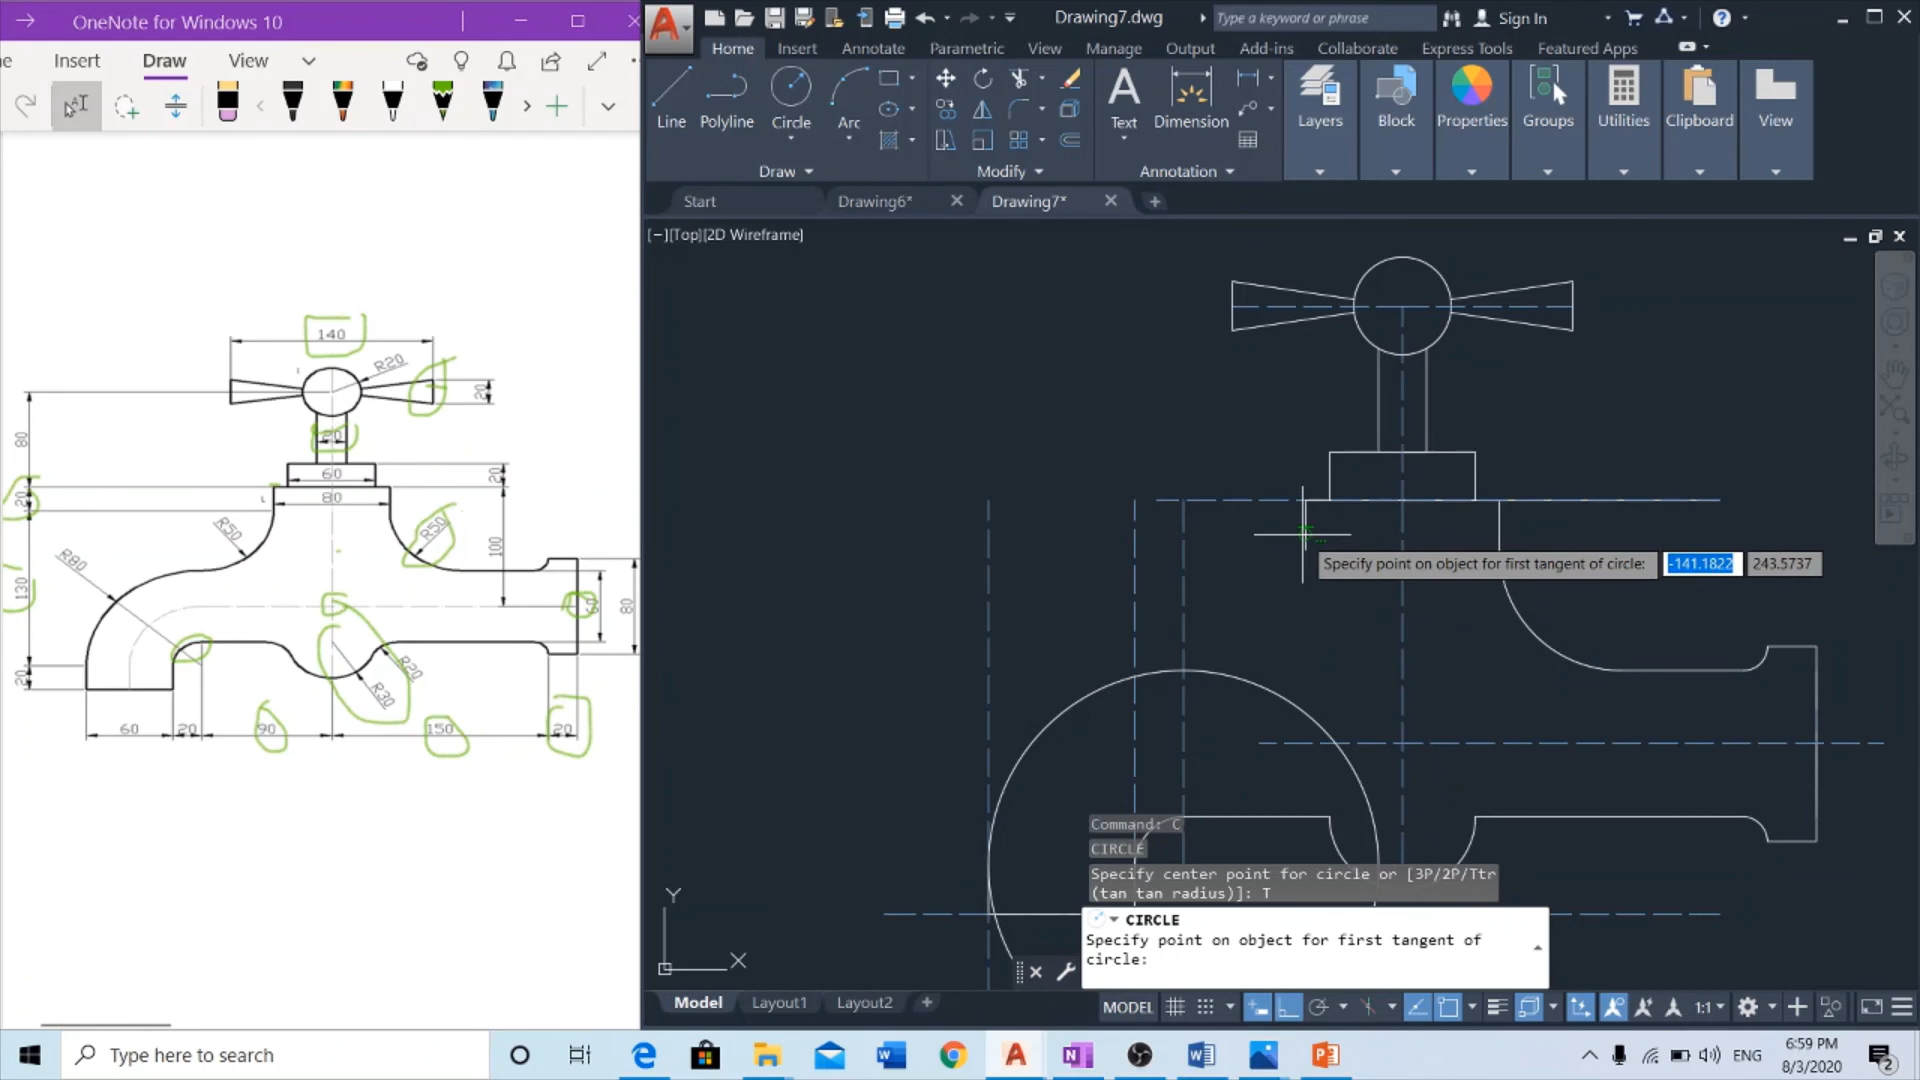 OneNote for Windows 10
Insert
Draw
View
140
R20
20
80
20
60
20
20
80
R50
R50
R80
100
130
60
80
20
R20
R30
60
20
90
150
20
Drawing7.dwg
Type a keyword or phrase
Sign In
Home
Insert
Annotate
Parametric
View
Manage
Output
Add-ins
Collaborate
Express Tools
Featured Apps
Line
Polyline
Circle
Arc
Text
Dimension
Layers
Block
Properties
Groups
Utilities
Clipboard
View
Draw
Modify
Annotation
Start
Drawing6*
Drawing7*
[−][Top][2D Wireframe]
Specify point on object for first tangent of circle:
-141.1822
243.5737
Command: C
CIRCLE
Specify center point for circle or [3P/2P/Ttr
(tan tan radius)]: T
CIRCLE
Specify point on object for first tangent of
circle:
Y
X
Model
Layout1
Layout2
MODEL
1:1
Type here to search
ENG
6:59 PM
8/3/2020
2